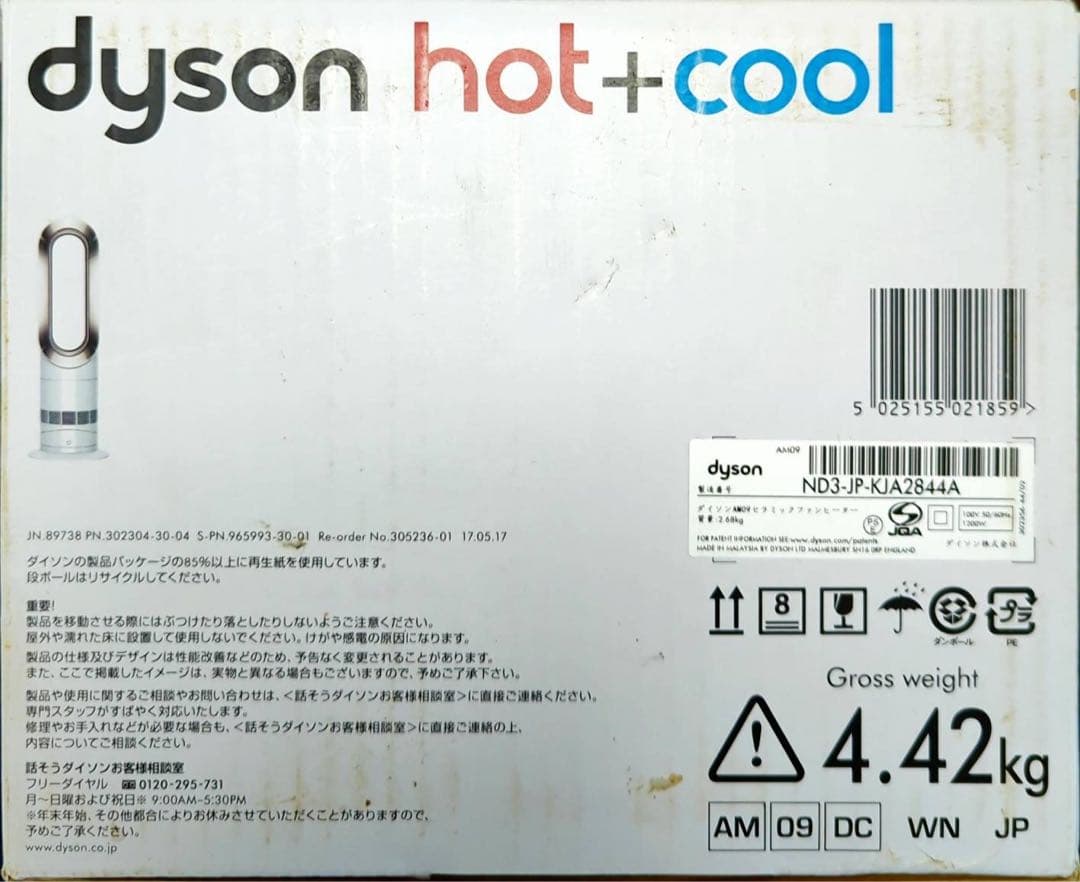 dyson hot+cool
5 025155 021859 >
AM09
dyson
製造番号
ND3-JP-KJA2844A
ダイソンAM09セラミックファンヒーター
質量:2.68kg
PS E
JQA
100V 50/60Hz
1200W
FOR PATENT INFORMATION SEE www.dyson.com/patents
MADE IN MALAYSIA BY DYSON LTD MALMESBURY SN16 0RP ENGLAND
ダイソン株式会社
JN.89738 PN.302304-30-04 S-PN.965993-30-01 Re-order No.305236-01 17.05.17
ダイソンの製品パッケージの85%以上に再生紙を使用しています。
段ボールはリサイクルしてください。
重要!
製品を移動させる際にはぶつけたり落としたりしないようご注意ください。
屋外や濡れた床に設置して使用しないでください。けがや感電の原因になります。
製品の仕様及びデザインは性能改善などのため、予告なく変更されることがあります。
また、ここで掲載したイメージは、実物と異なる場合もございますので、予めご了承下さい。
製品や使用に関するご相談やお問い合わせは、<話そうダイソンお客様相談室>に直接ご連絡ください。
専門スタッフがすばやく対応いたします。
修理やお手入れなどが必要な場合も、<話そうダイソンお客様相談室>に直接ご連絡の上、
内容についてご相談ください。
話そうダイソンお客様相談室
フリーダイヤル 0120-295-731
月〜日曜および祝日※ 9:00AM-5:30PM
※年末年始、その他都合によりお休みさせていただくことがありますので、
予めご了承ください。
www.dyson.co.jp
8
ダンボール
プラ
PE
Gross weight
4.42kg
AM 09 DC WN JP